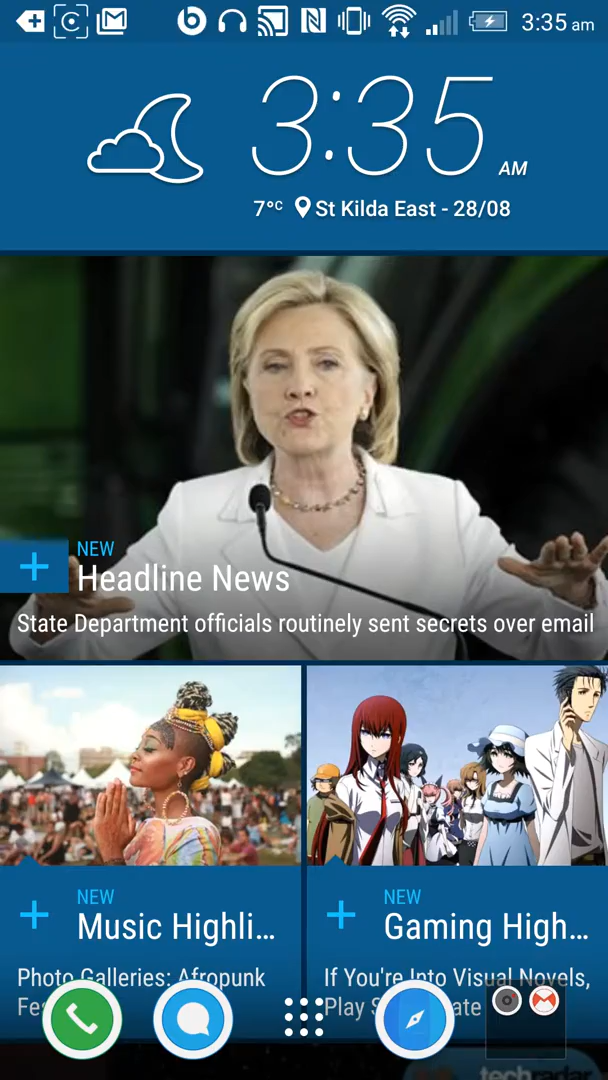 3:35 am
3:35 AM
7°C St Kilda East - 28/08
NEW
Headline News
State Department officials routinely sent secrets over email
NEW
Music Highli...
Photo Galleries: Afropunk
NEW
Gaming High...
If You're Into Visual Novels,
Play
techradar